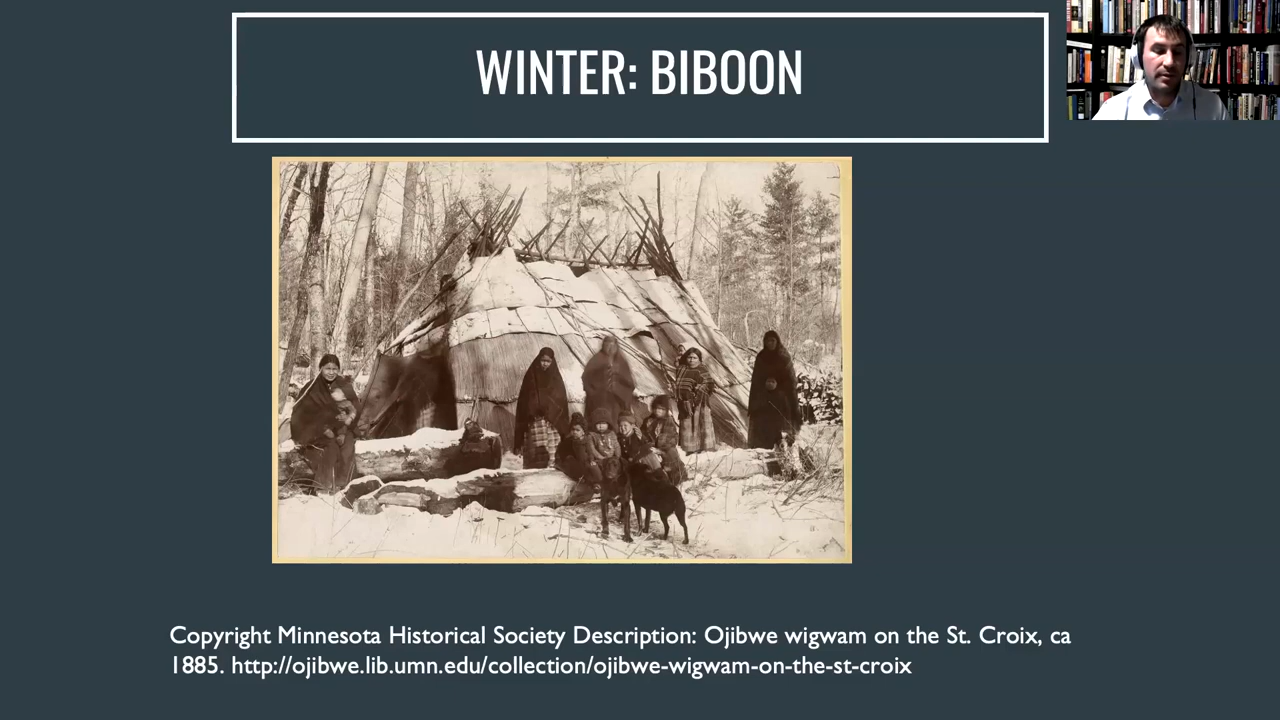 WINTER: BIBOON
Copyright Minnesota Historical Society Description: Ojibwe wigwam on the St. Croix, ca
1885. http://ojibwe.lib.umn.edu/collection/ojibwe-wigwam-on-the-st-croix